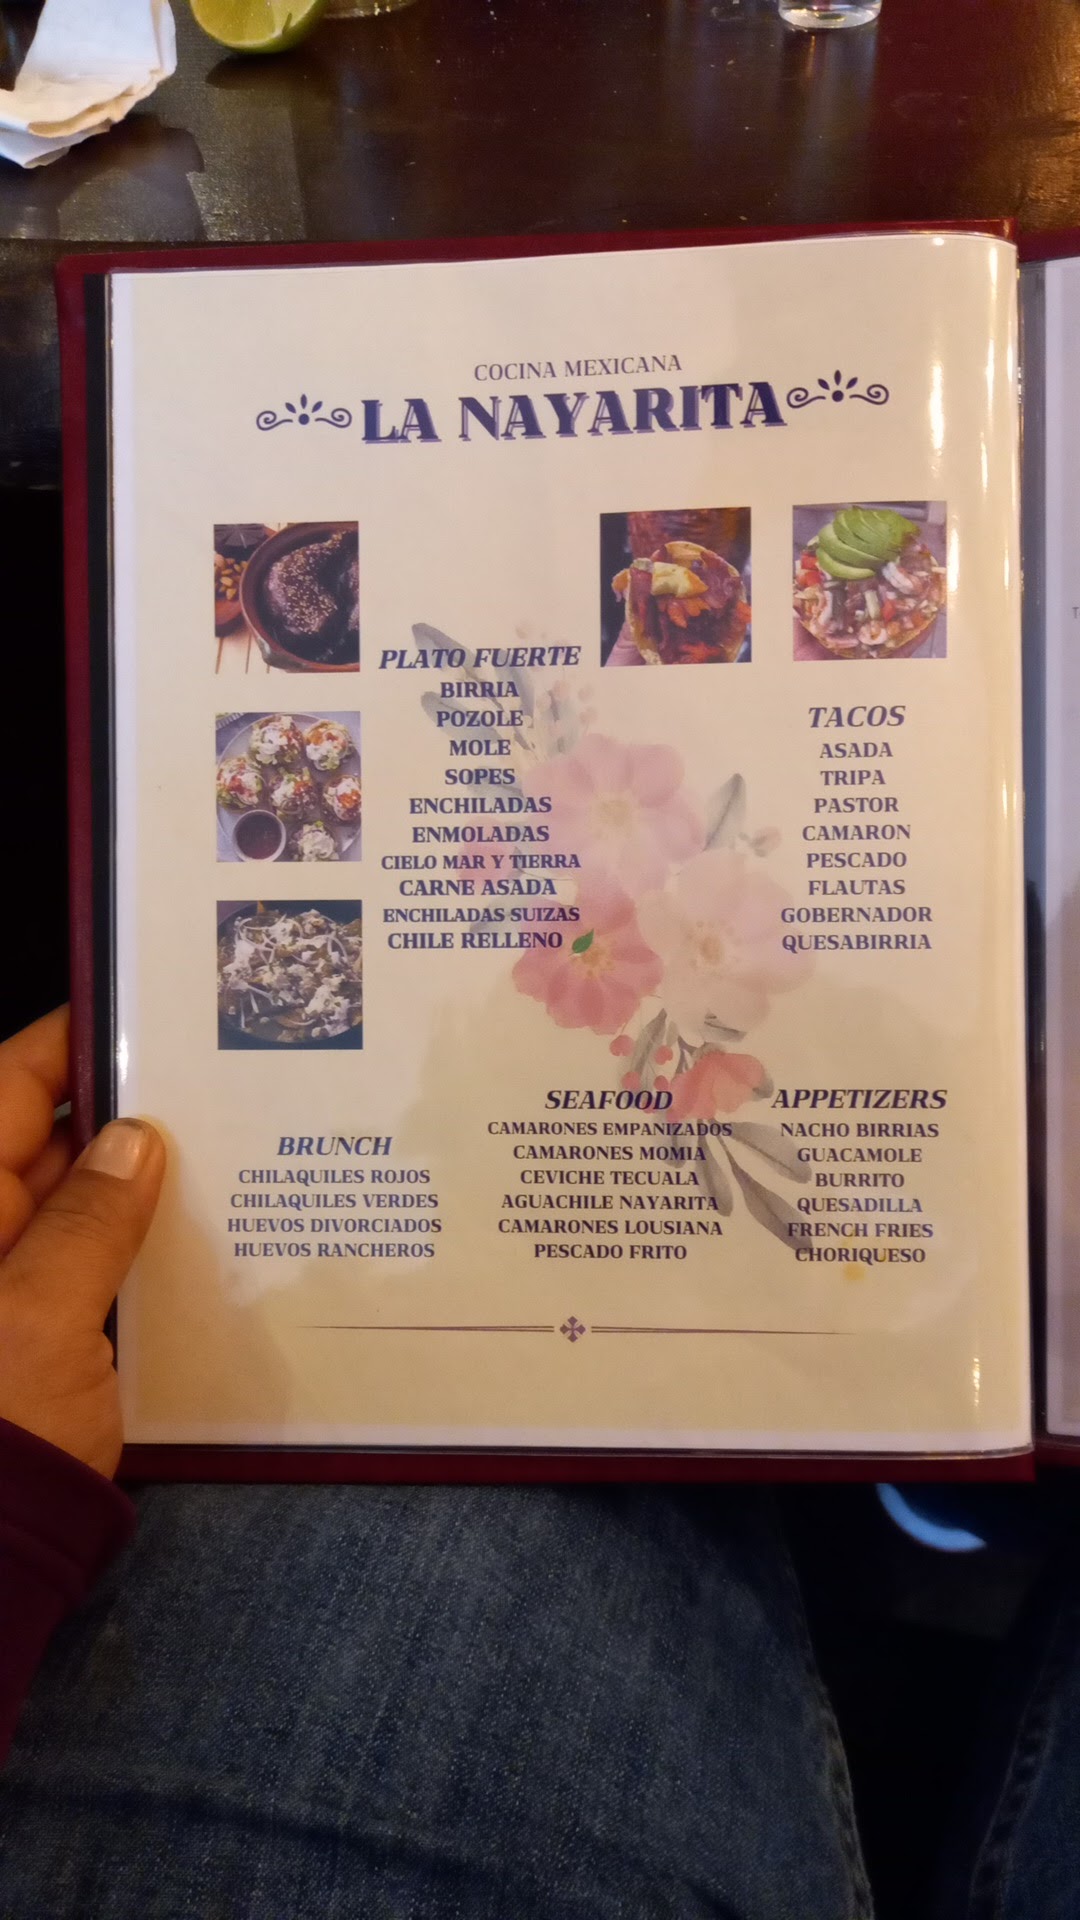 COCINA MEXICANA
LA NAYARITA
PLATO FUERTE
BIRRIA
POZOLE
MOLE
SOPES
ENCHILADAS
ENMOLADAS
CIELO MAR Y TIERRA
CARNE ASADA
ENCHILADAS SUIZAS
CHILE RELLENO
TACOS
ASADA
TRIPA
PASTOR
CAMARON
PESCADO
FLAUTAS
GOBERNADOR
QUESABIRRIA
BRUNCH
CHILAQUILES ROJOS
CHILAQUILES VERDES
HUEVOS DIVORCIADOS
HUEVOS RANCHEROS
SEAFOOD
CAMARONES EMPANIZADOS
CAMARONES MOMIA
CEVICHE TECUALA
AGUACHILE NAYARITA
CAMARONES LOUSIANA
PESCADO FRITO
APPETIZERS
NACHO BIRRIAS
GUACAMOLE
BURRITO
QUESADILLA
FRENCH FRIES
CHORIQUESO